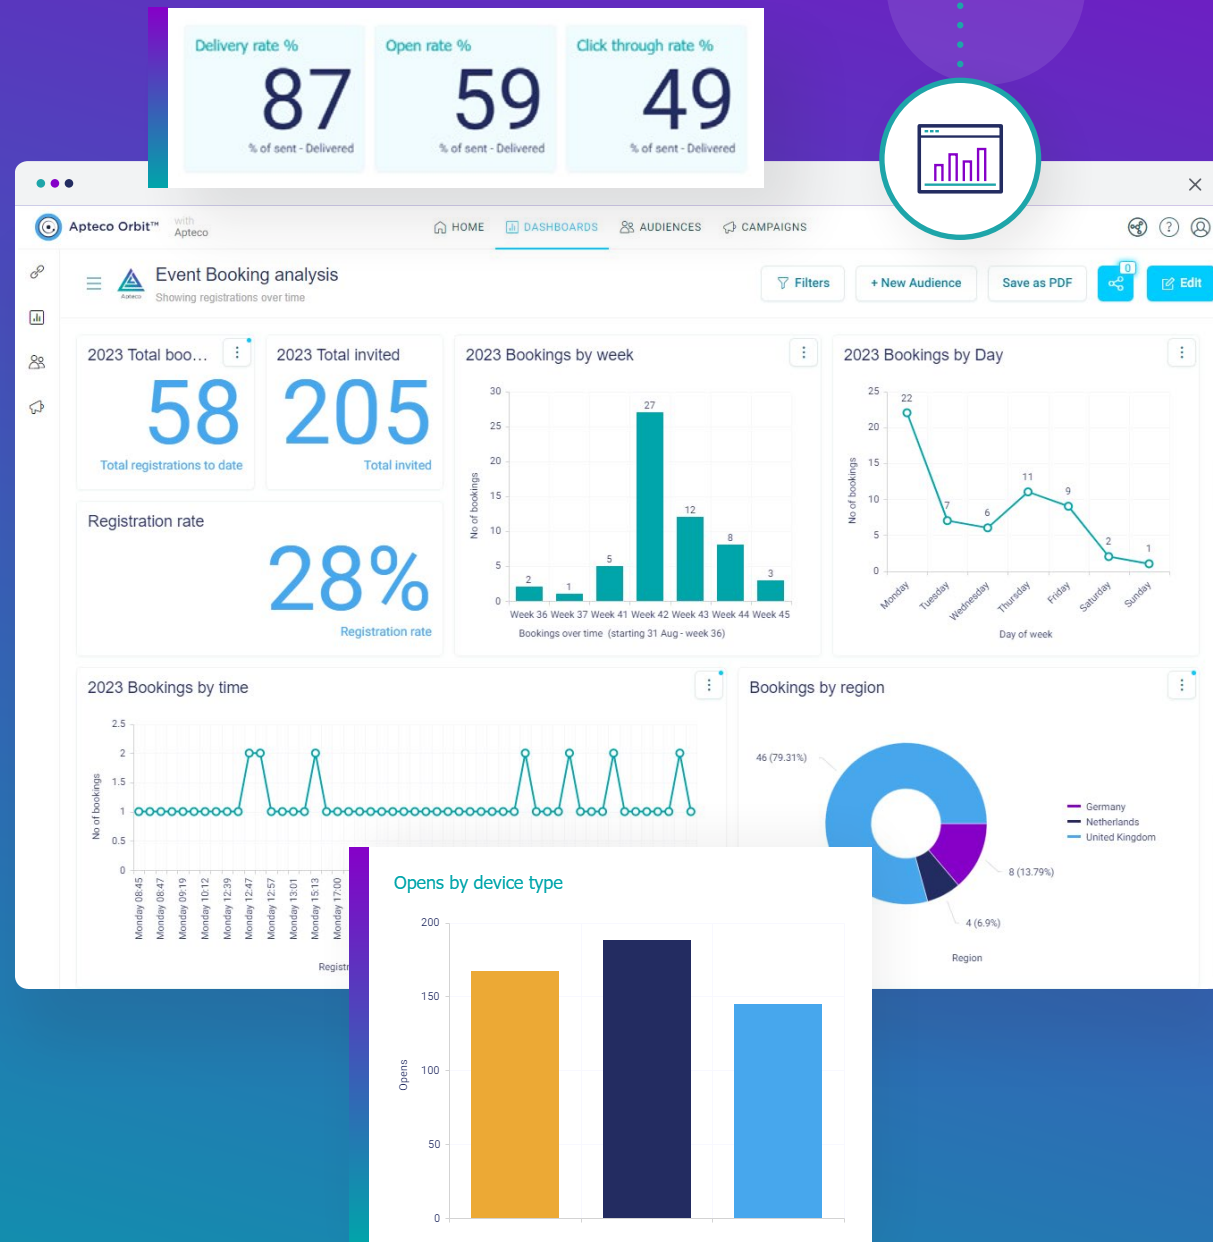 Delivery rate %
87
% of sent - Delivered
Open rate %
59
% of sent - Delivered
Click through rate %
49
% of sent - Delivered
Apteco Orbit™
with
Apteco
HOME
DASHBOARDS
AUDIENCES
CAMPAIGNS
?
Apteco
Event Booking analysis
Showing registrations over time
Filters
+ New Audience
Save as PDF
0
Edit
2023 Total boo...
58
Total registrations to date
2023 Total invited
205
Total invited
Registration rate
28%
Registration rate
2023 Bookings by week
No of bookings
30
25
20
15
10
5
0
2
1
5
27
12
8
3
Week 36 Week 37 Week 41 Week 42 Week 43 Week 44 Week 45
Bookings over time (starting 31 Aug - week 36)
2023 Bookings by Day
No of bookings
25
20
15
10
5
0
22
7
6
11
9
2
1
Monday
Tuesday
Wednesday
Thursday
Friday
Saturday
Sunday
Day of week
2023 Bookings by time
No of bookings
2.5
2
1.5
1
0.5
0
Monday 08:45
Monday 08:47
Monday 09:19
Monday 10:12
Monday 12:39
Monday 12:47
Monday 12:57
Monday 13:01
Monday 15:13
Monday 17:00
Registr
Bookings by region
46 (79.31%)
8 (13.79%)
4 (6.9%)
Germany
Netherlands
United Kingdom
Region
Opens by device type
Opens
200
150
100
50
0